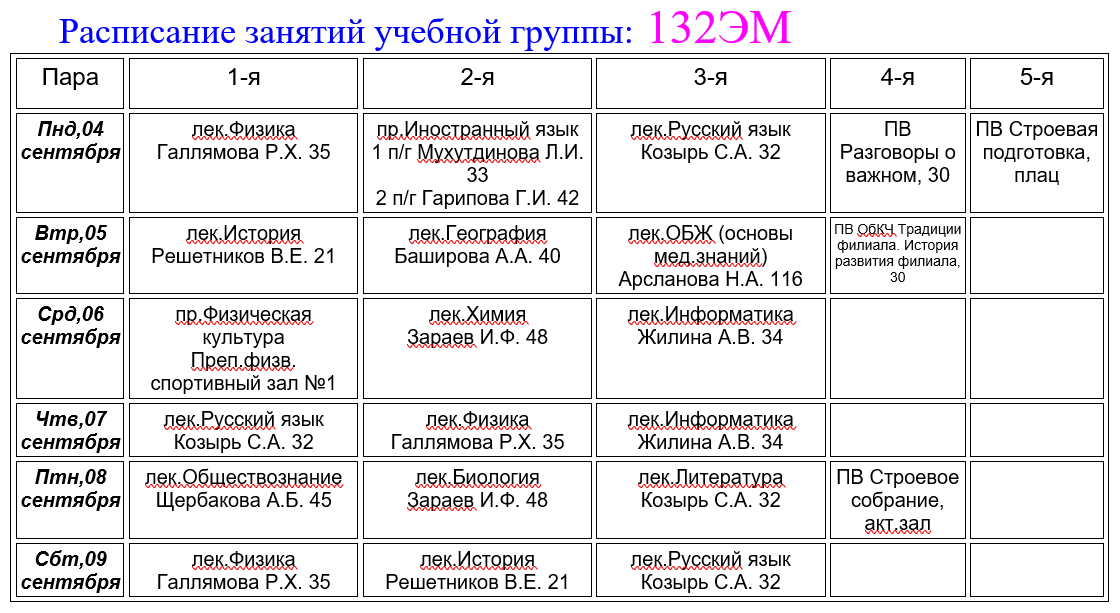 Расписание занятий учебной группы: 132ЭМ
Пара
1-я
2-я
3-я
4-я
5-я
Пнд,04
сентября
лек.Физика
Галлямова Р.Х. 35
пр.Иностранный язык
1 п/г Мухутдинова Л.И.
33
2 п/г Гарипова Г.И. 42
лек.Русский язык
Козырь С.А. 32
ПВ
Разговоры о
важном, 30
ПВ Строевая
подготовка,
плац
Втр,05
сентября
лек.История
Решетников В.Е. 21
лек.География
Баширова А.А. 40
лек.ОБЖ (основы
мед.знаний)
Арсланова Н.А. 116
ПВ ОбКЧ Традиции
филиала. История
развития филиала,
30
Срд,06
сентября
пр.Физическая
культура
Преп.физв.
спортивный зал №1
лек.Химия
Зараев И.Ф. 48
лек.Информатика
Жилина А.В. 34
Чтв,07
сентября
лек.Русский язык
Козырь С.А. 32
лек.Физика
Галлямова Р.Х. 35
лек.Информатика
Жилина А.В. 34
Птн,08
сентября
лек.Обществознание
Щербакова А.Б. 45
лек.Биология
Зараев И.Ф. 48
лек.Литература
Козырь С.А. 32
ПВ Строевое
собрание,
акт.зал
Сбт,09
сентября
лек.Физика
Галлямова Р.Х. 35
лек.История
Решетников В.Е. 21
лек.Русский язык
Козырь С.А. 32